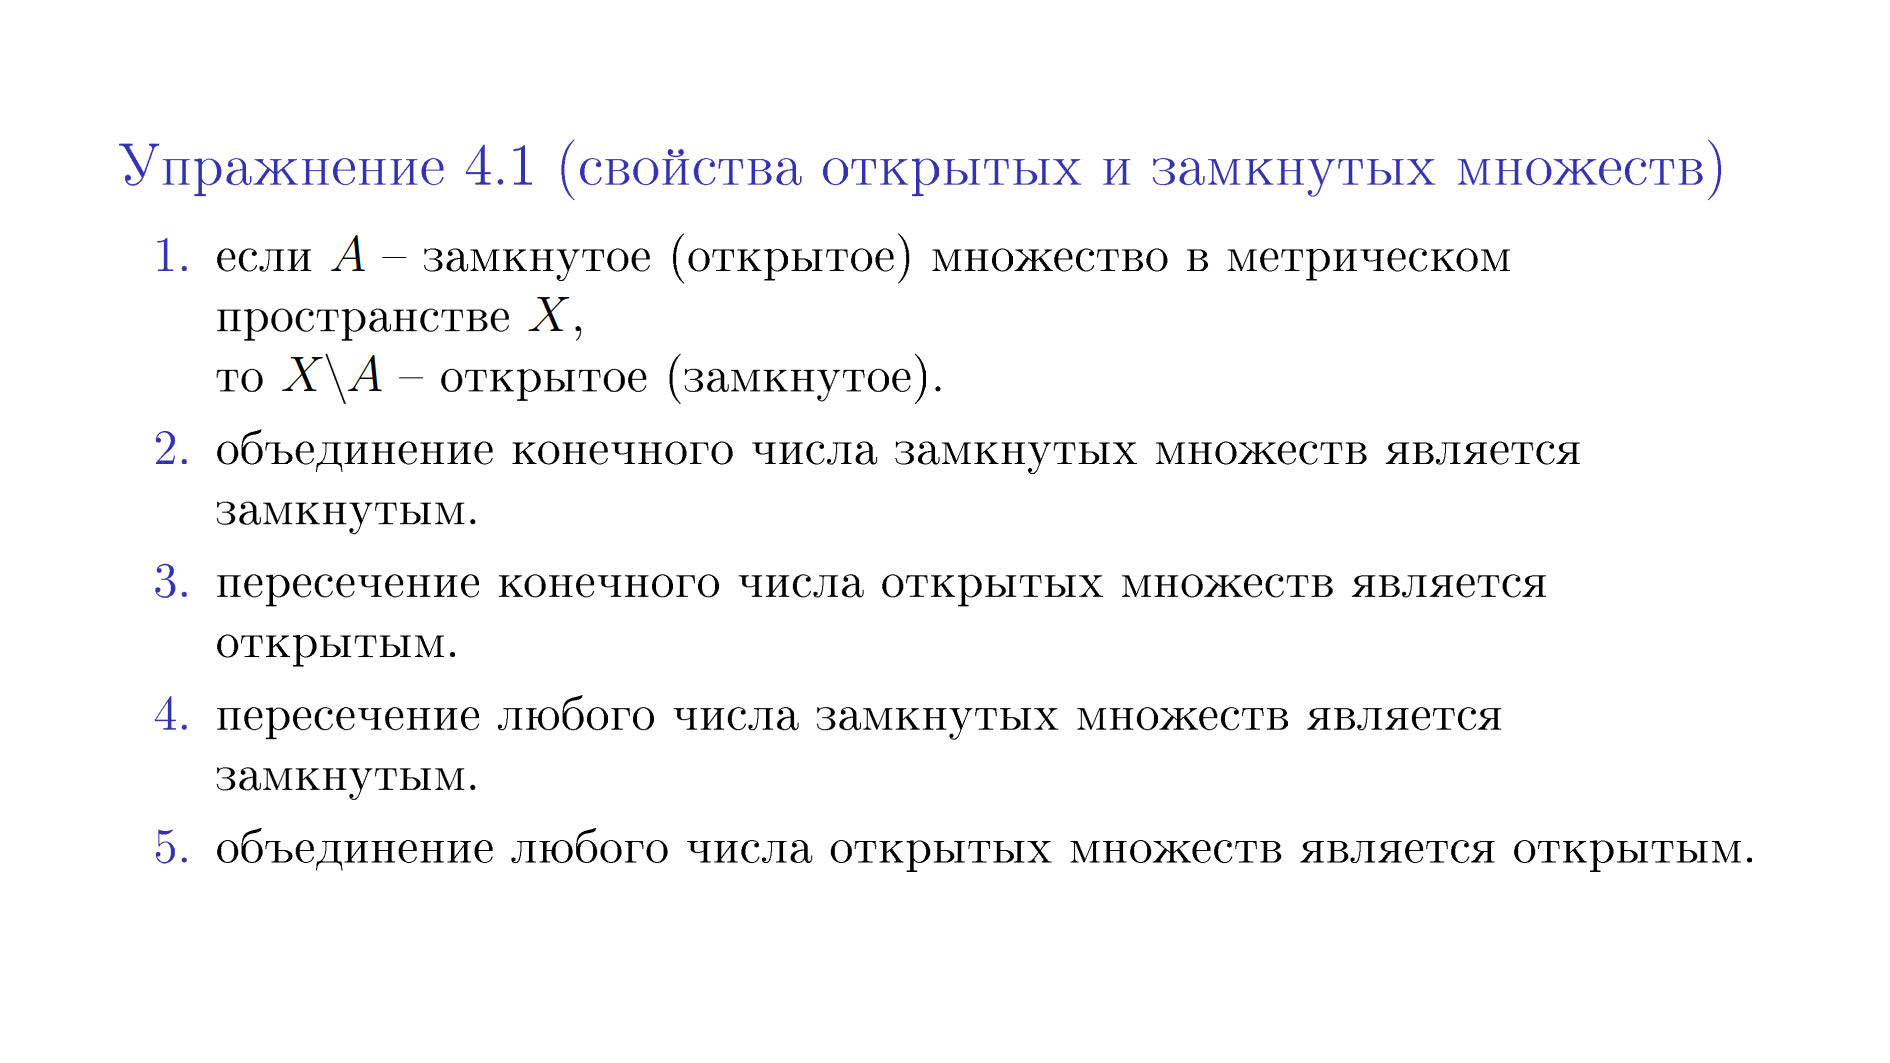 Упражнение 4.1 (свойства открытых и замкнутых множеств)
1. если A – замкнутое (открытое) множество в метрическом
пространстве X,
то X\A – открытое (замкнутое).
2. объединение конечного числа замкнутых множеств является
замкнутым.
3. пересечение конечного числа открытых множеств является
открытым.
4. пересечение любого числа замкнутых множеств является
замкнутым.
5. объединение любого числа открытых множеств является открытым.